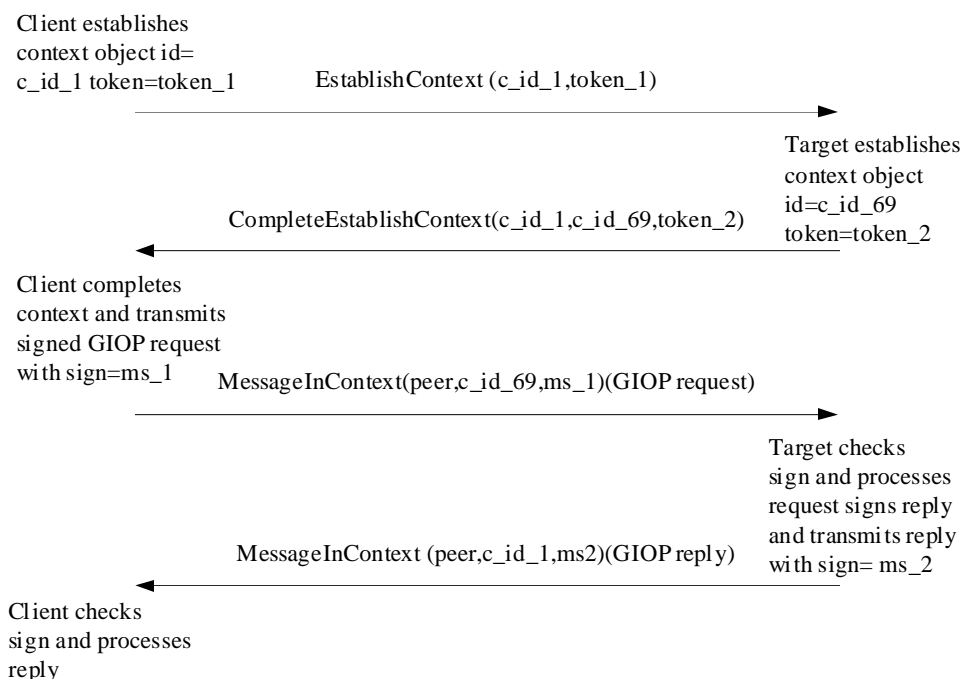 Client establishes
context object id=
c_id_1 token=token_1
EstablishContext (c_id_1,token_1)
Target establishes
context object
id=c_id_69
token=token_2
CompleteEstablishContext(c_id_1,c_id_69,token_2)
Client completes
context and transmits
signed GIOP request
with sign=ms_1
MessageInContext(peer,c_id_69,ms_1)(GIOP request)
Target checks
sign and processes
request signs reply
and transmits reply
with sign= ms_2
MessageInContext (peer,c_id_1,ms2)(GIOP reply)
Client checks
sign and processes
reply